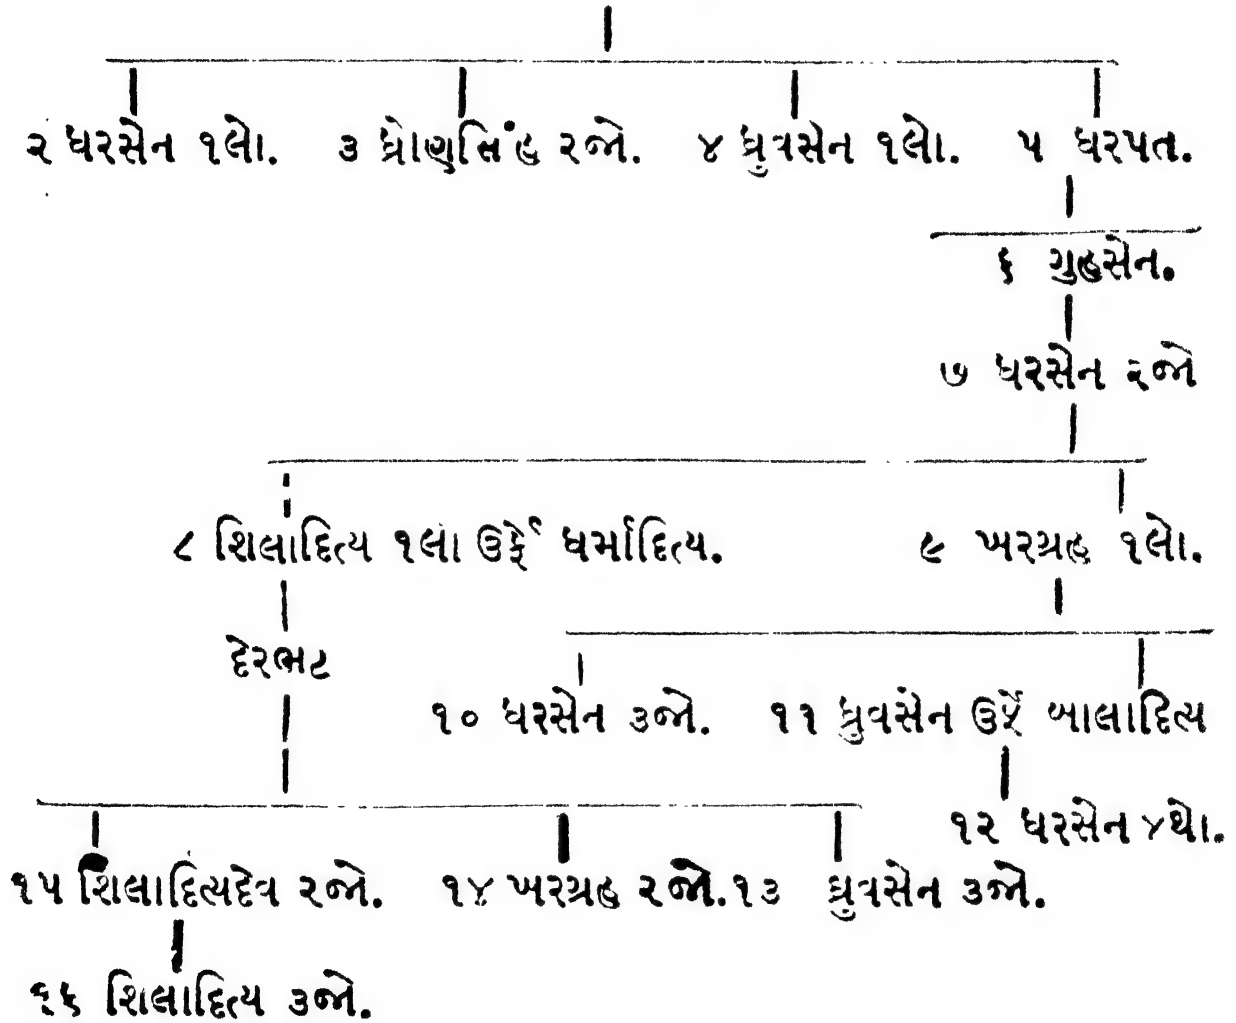 ૨ ધરસેન ૧લો. ૩ દ્રોણસિંહ ૨જો. ૪ ધ્રુવસેન ૧લો. ૫ ધરપત.
૬ ગુહસેન.
૭ ધરસેન ૨જો
૮ શિલાદિત્ય ૧લો ઉર્ફે ધર્માદિત્ય. ૯ ખરગ્રહ ૧લો.
દેરભટ
૧૦ ધરસેન ૩જો. ૧૧ ધ્રુવસેન ઉર્ફે બાલાદિત્ય
૧૨ ધરસેન ૪થો.
૧૫ શિલાદિત્યદેવ ૨જો. ૧૪ ખરગ્રહ ૨જો. ૧૩ ધ્રુવસેન ૩જો.
૧૬ શિલાદિત્ય ૩જો.